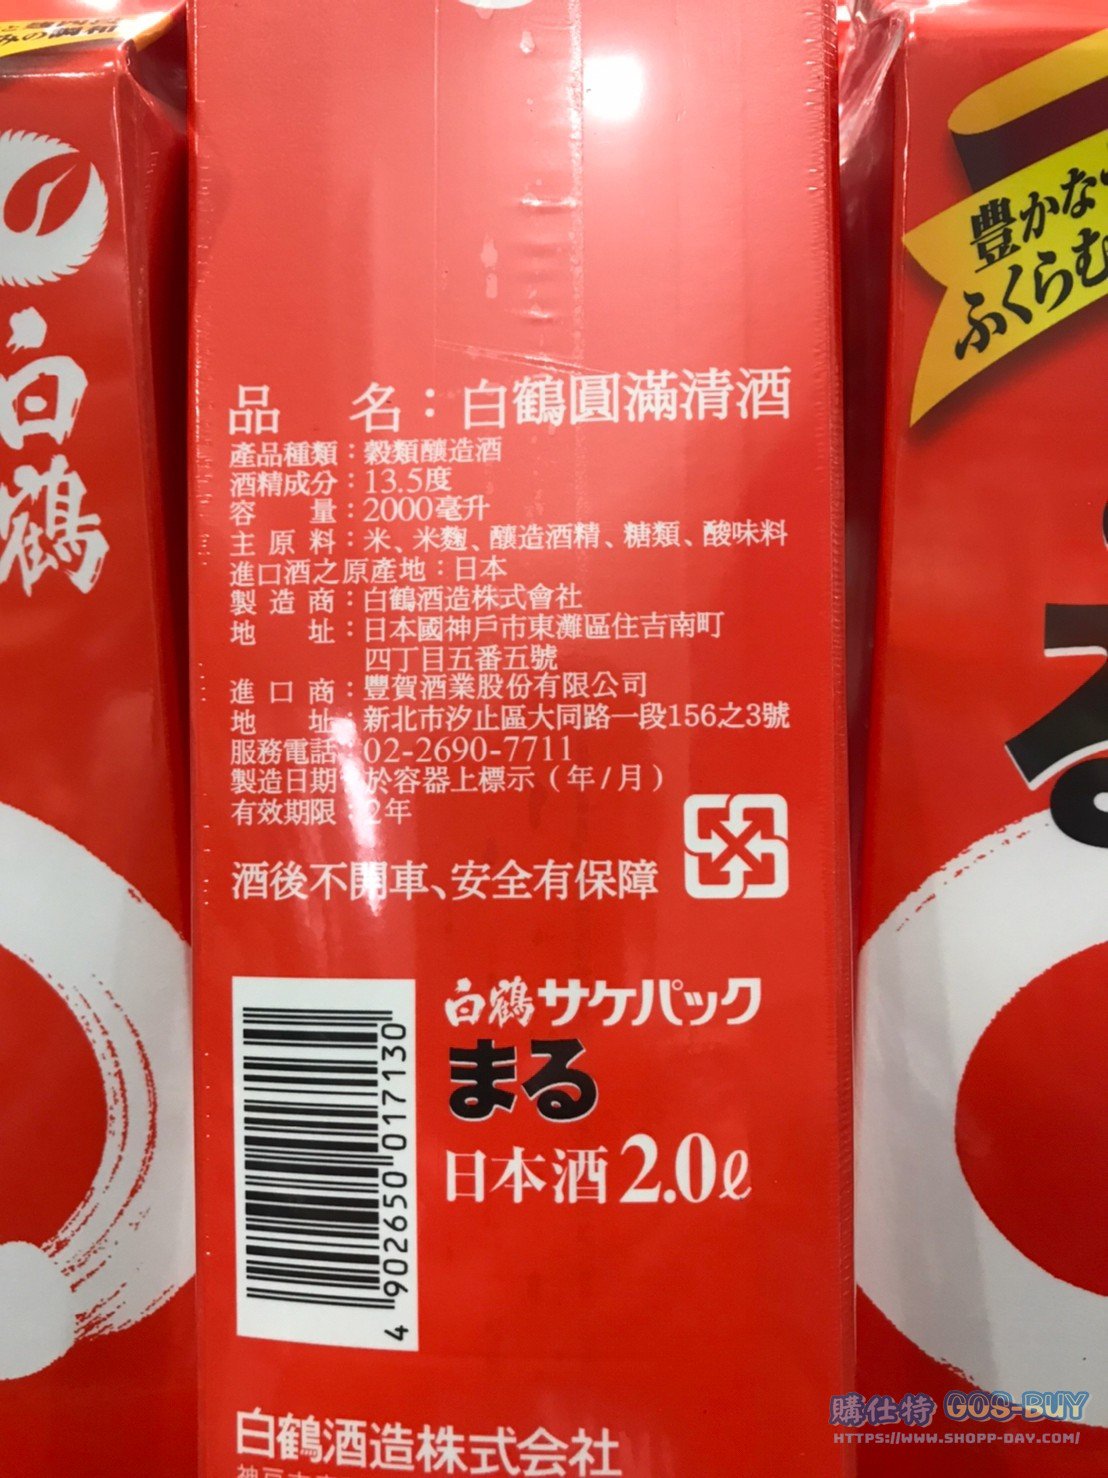 みの調和
白鶴
豊かな
ふくらむ
品名：白鶴圓滿清酒
產品種類：穀類釀造酒
酒精成分：13.5度
容量：2000毫升
主原料：米、米麴、釀造酒精、糖類、酸味料
進口酒之原產地：日本
製造商：白鶴酒造株式會社
地址：日本國神戶市東灘區住吉南町
四丁目五番五號
進口商：豐賀酒業股份有限公司
地址：新北市汐止區大同路一段156之3號
服務電話：02-2690-7711
製造日期：於容器上標示（年/月）
有效期限：2年
酒後不開車、安全有保障
白鶴サケパック
まる
日本酒2.0ℓ
4902650017130
白鶴酒造株式会社
る
購仕特 GOS-BUY
HTTPS://WWW.SHOPP-DAY.COM/